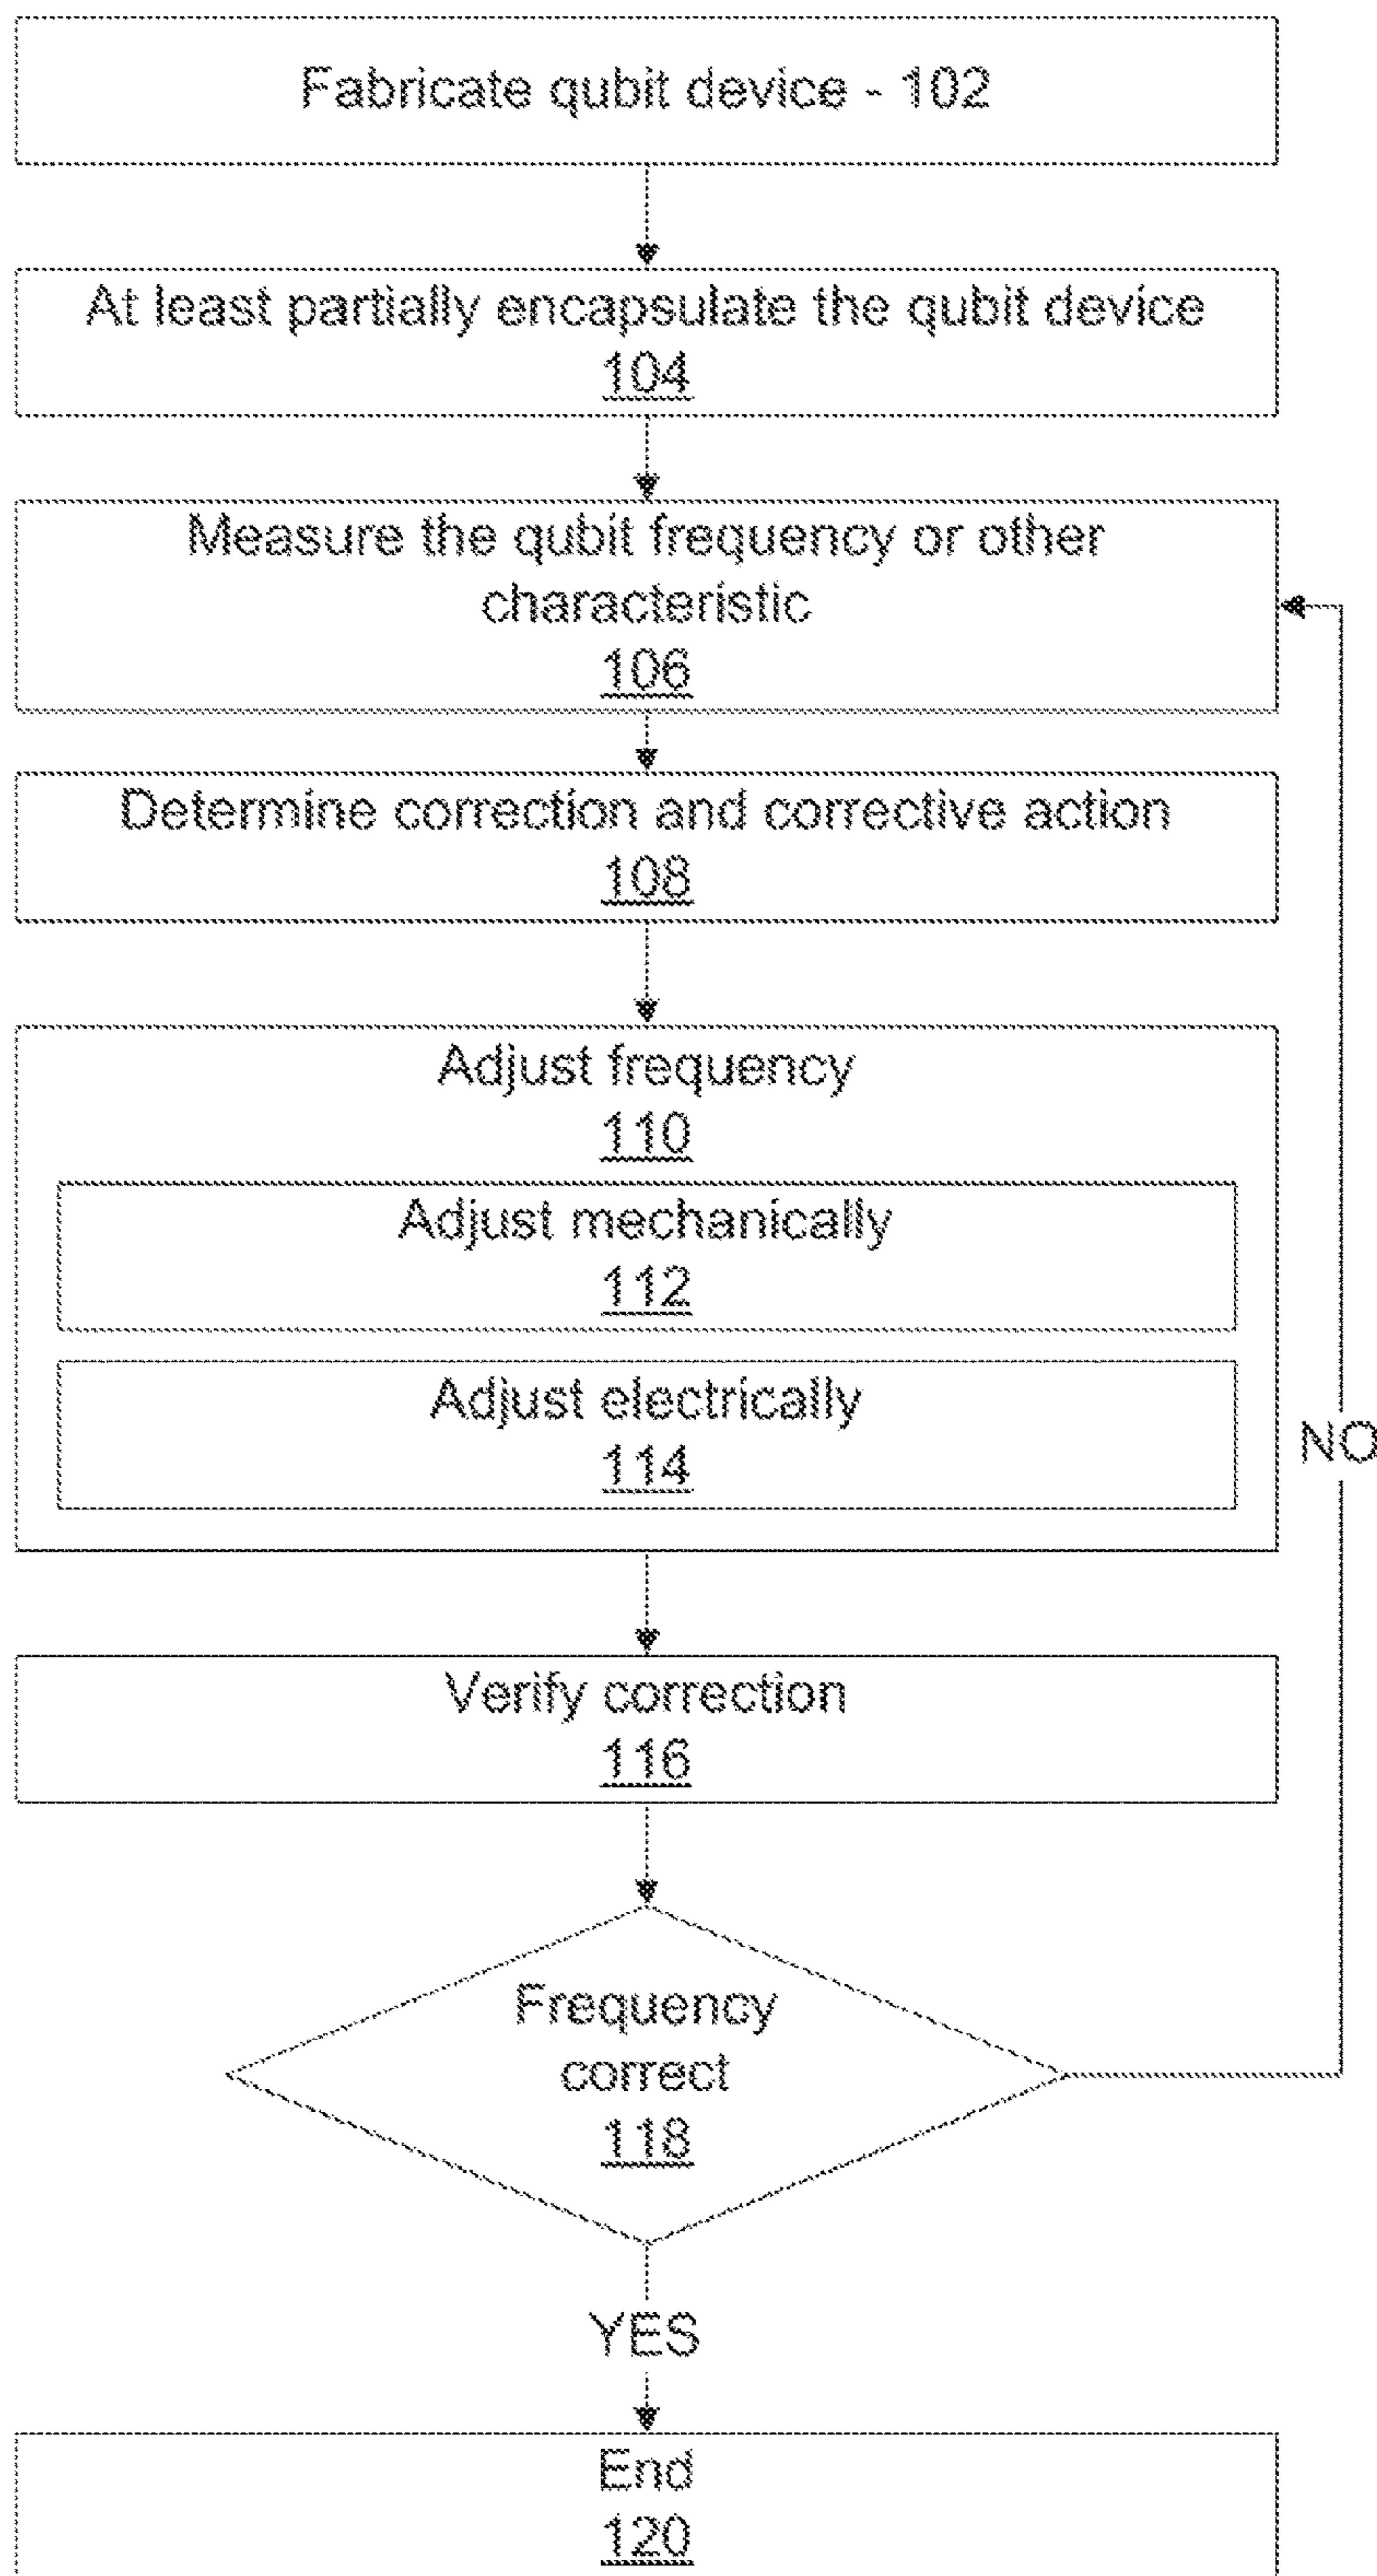 Fabricate qubit device - 102
At least partially encapsulate the qubit device
104
Measure the qubit frequency or other
characteristic
106
Determine correction and corrective action
108
Adjust frequency
110
Adjust mechanically
112
Adjust electrically
114
NO
Verify correction
116
Frequency
correct
118
YES
End
120